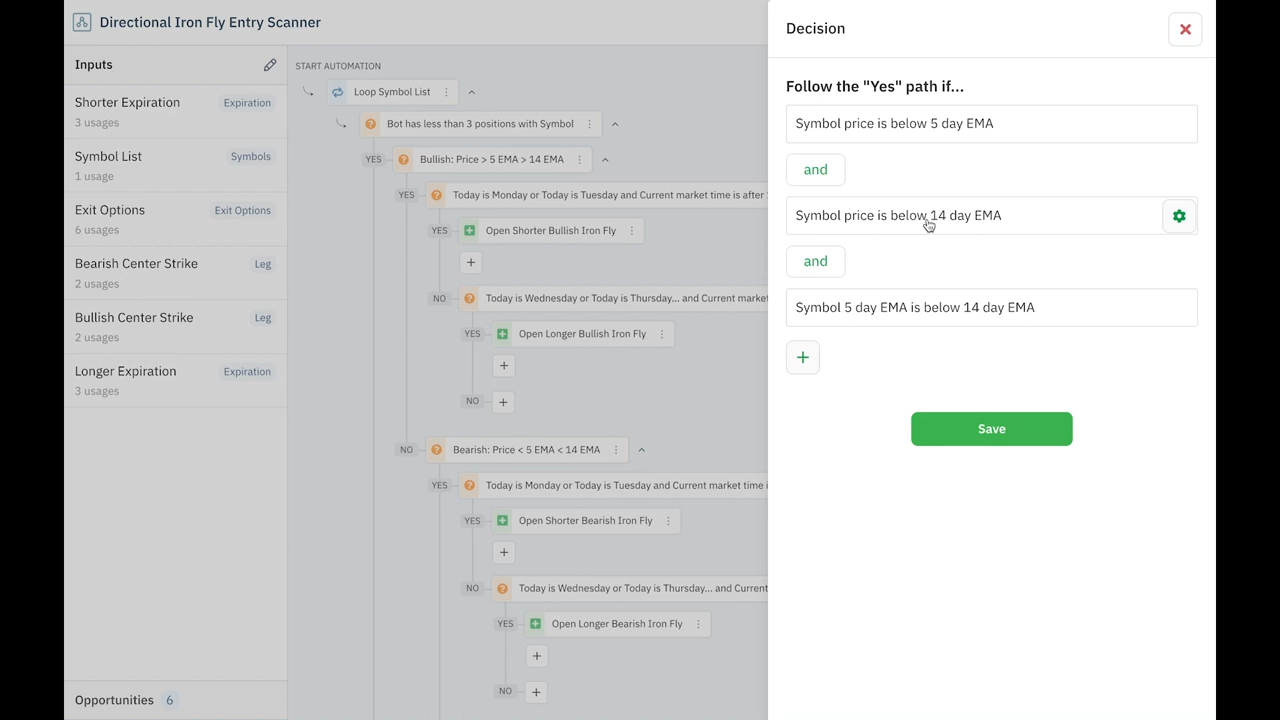 Directional Iron Fly Entry Scanner
Inputs
Shorter Expiration
Expiration
3 usages
Symbol List
Symbols
1 usage
Exit Options
Exit Options
6 usages
Bearish Center Strike
Leg
2 usages
Bullish Center Strike
Leg
2 usages
Longer Expiration
Expiration
3 usages
Opportunities 6
START AUTOMATION
Loop Symbol List
Bot has less than 3 positions with Symbol
YES
Bullish: Price > 5 EMA > 14 EMA
YES
Today is Monday or Today is Tuesday and Current market time is after
YES
Open Shorter Bullish Iron Fly
NO
Today is Wednesday or Today is Thursday... and Current market
YES
Open Longer Bullish Iron Fly
NO
NO
Bearish: Price < 5 EMA < 14 EMA
YES
Today is Monday or Today is Tuesday and Current market time i
YES
Open Shorter Bearish Iron Fly
NO
Today is Wednesday or Today is Thursday... and Current
YES
Open Longer Bearish Iron Fly
NO
Decision
Follow the "Yes" path if...
Symbol price is below 5 day EMA
and
Symbol price is below 14 day EMA
and
Symbol 5 day EMA is below 14 day EMA
Save